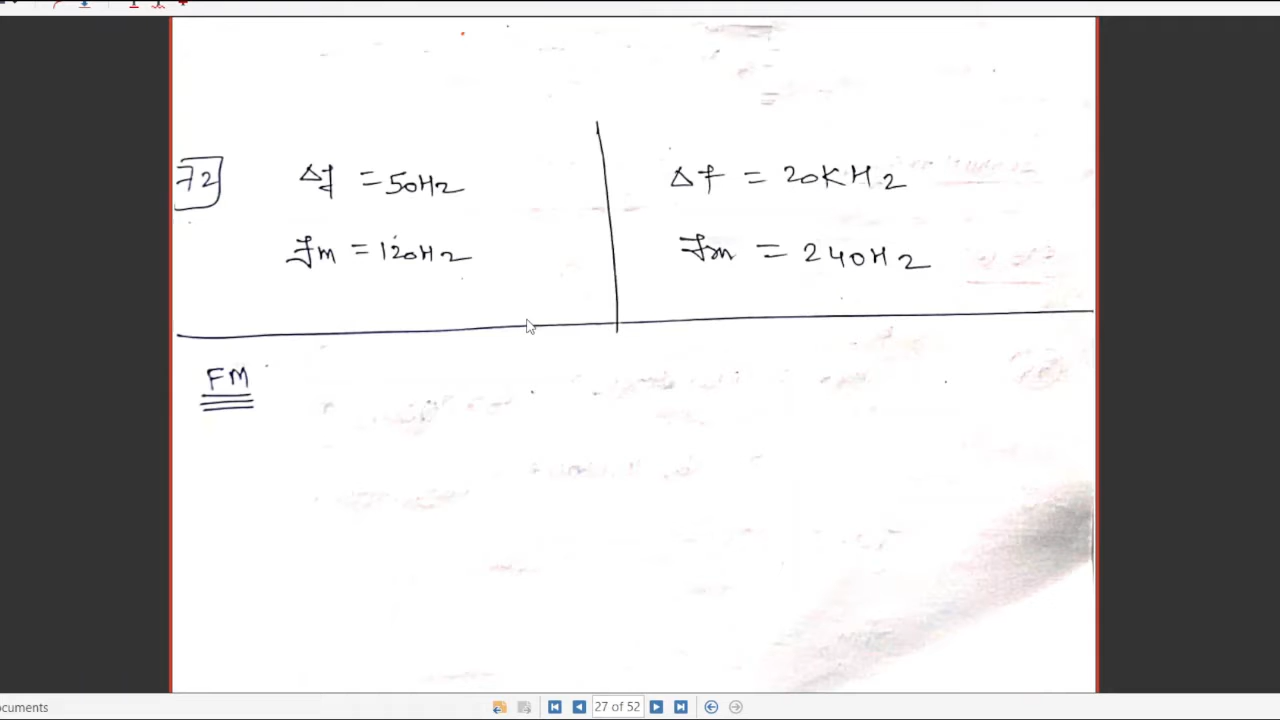 72
Δf = 50Hz
fm = 120Hz
Δf = 20KHz
fm = 240Hz
FM
ocuments
27 of 52